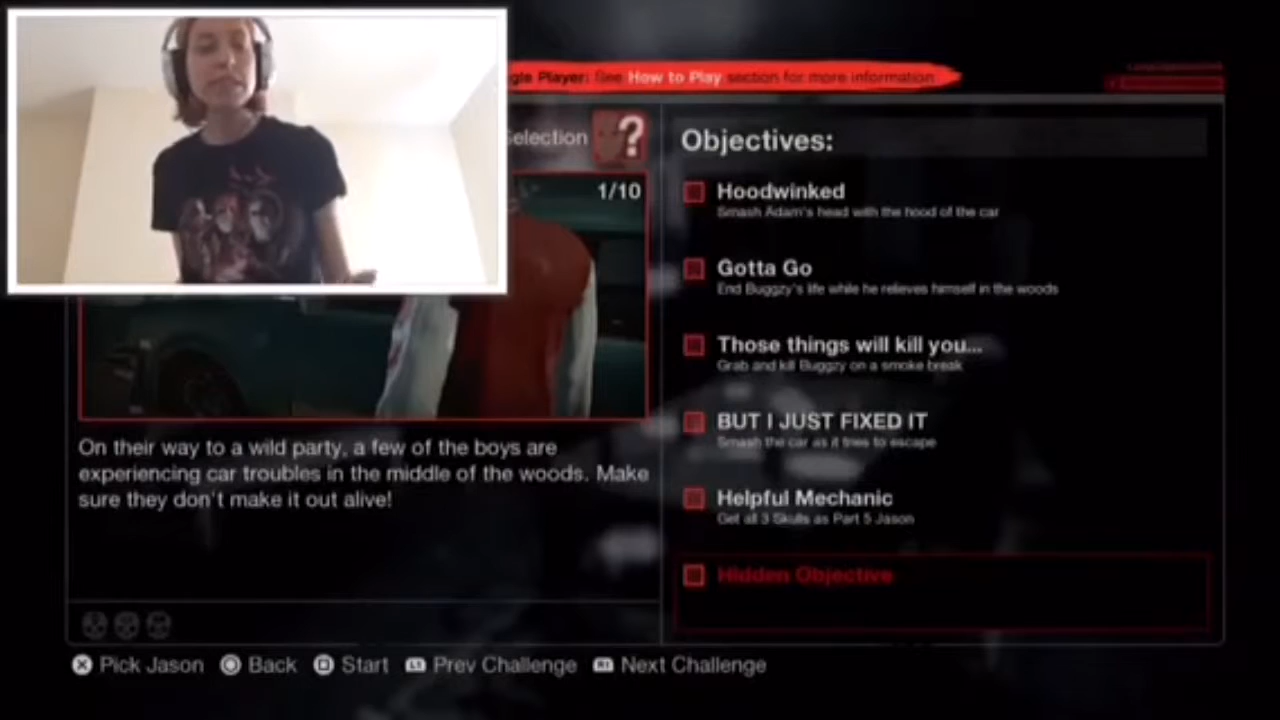 gle Player: See How to Play section for more information
Selection
?
1/10
On their way to a wild party, a few of the boys are
experiencing car troubles in the middle of the woods. Make
sure they don't make it out alive!
Objectives:
Hoodwinked
Smash Adam's head with the hood of the car
Gotta Go
End Buggzy's life while he relieves himself in the woods
Those things will kill you...
Grab and kill Buggzy on a smoke break
BUT I JUST FIXED IT
Smash the car as it tries to escape
Helpful Mechanic
Get all 3 Skulls as Part 5 Jason
Hidden Objective
Pick Jason Back Start L1 Prev Challenge R1 Next Challenge